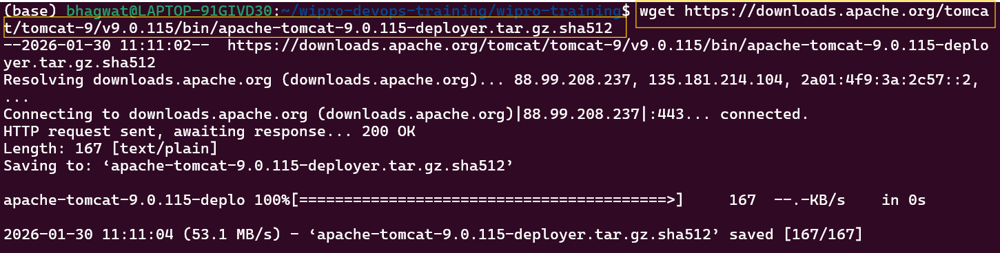 (base) bhagwat@LAPTOP-91GIVD30:~/wipro-devops-training/wipro-training$ wget https://downloads.apache.org/tomca
t/tomcat-9/v9.0.115/bin/apache-tomcat-9.0.115-deployer.tar.gz.sha512
--2026-01-30 11:11:02--  https://downloads.apache.org/tomcat/tomcat-9/v9.0.115/bin/apache-tomcat-9.0.115-deplo
yer.tar.gz.sha512
Resolving downloads.apache.org (downloads.apache.org)... 88.99.208.237, 135.181.214.104, 2a01:4f9:3a:2c57::2,
...
Connecting to downloads.apache.org (downloads.apache.org)|88.99.208.237|:443... connected.
HTTP request sent, awaiting response... 200 OK
Length: 167 [text/plain]
Saving to: ‘apache-tomcat-9.0.115-deployer.tar.gz.sha512’
apache-tomcat-9.0.115-deplo 100%[=========================================>]     167  --.-KB/s    in 0s
2026-01-30 11:11:04 (53.1 MB/s) - ‘apache-tomcat-9.0.115-deployer.tar.gz.sha512’ saved [167/167]